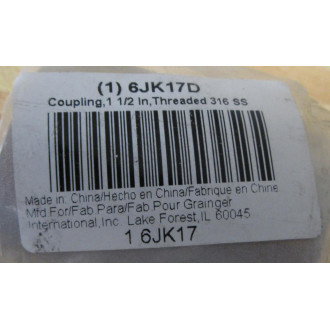 (1) 6JK17D
Coupling,1 1/2 In,Threaded 316 SS
Made in: China/Hecho en China/Fabrique en Chine
Mfd For/Fab Para/Fab Pour Grainger
International,Inc. Lake Forest,IL 60045
1 6JK17